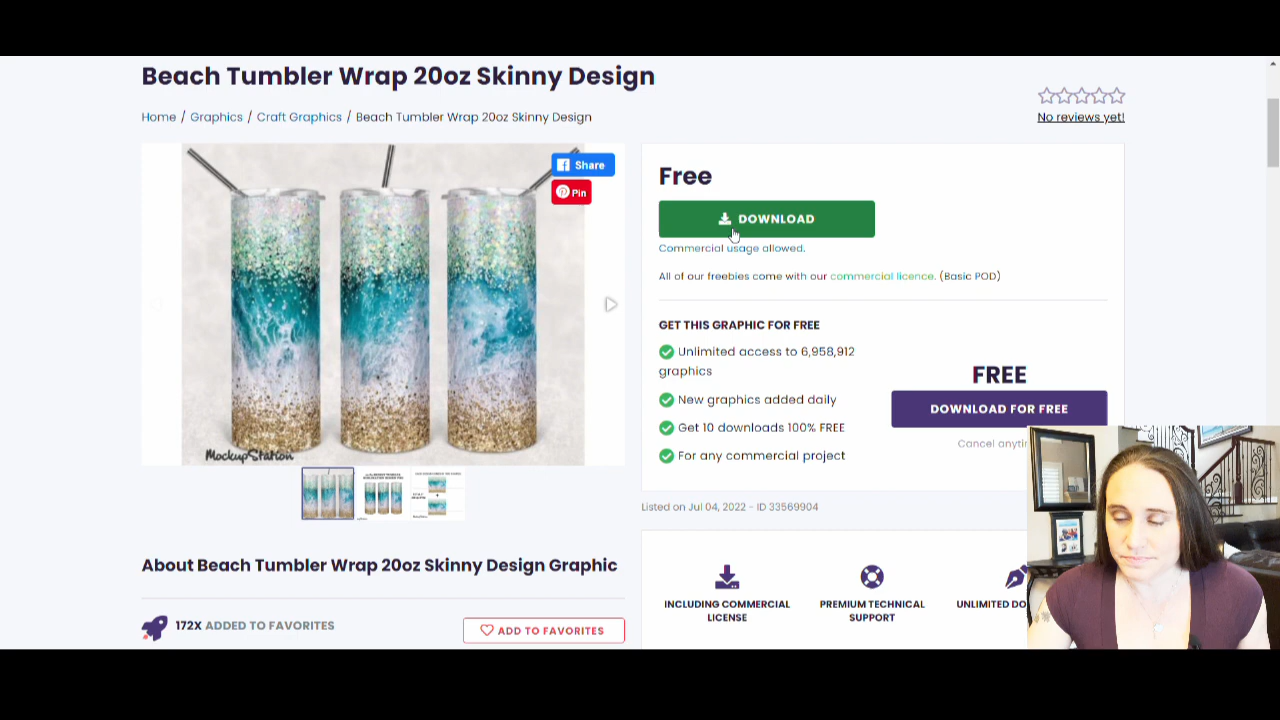 Beach Tumbler Wrap 20oz Skinny Design
Home / Graphics / Craft Graphics / Beach Tumbler Wrap 20oz Skinny Design
No reviews yet!
Share
Pin
MockupStation
Free
DOWNLOAD
Commercial usage allowed.
All of our freebies come with our commercial licence. (Basic POD)
GET THIS GRAPHIC FOR FREE
Unlimited access to 6,958,912
graphics
New graphics added daily
Get 10 downloads 100% FREE
For any commercial project
FREE
DOWNLOAD FOR FREE
Cancel anytim
Listed on Jul 04, 2022 - ID 33569904
About Beach Tumbler Wrap 20oz Skinny Design Graphic
172X ADDED TO FAVORITES
ADD TO FAVORITES
INCLUDING COMMERCIAL
LICENSE
PREMIUM TECHNICAL
SUPPORT
UNLIMITED DO